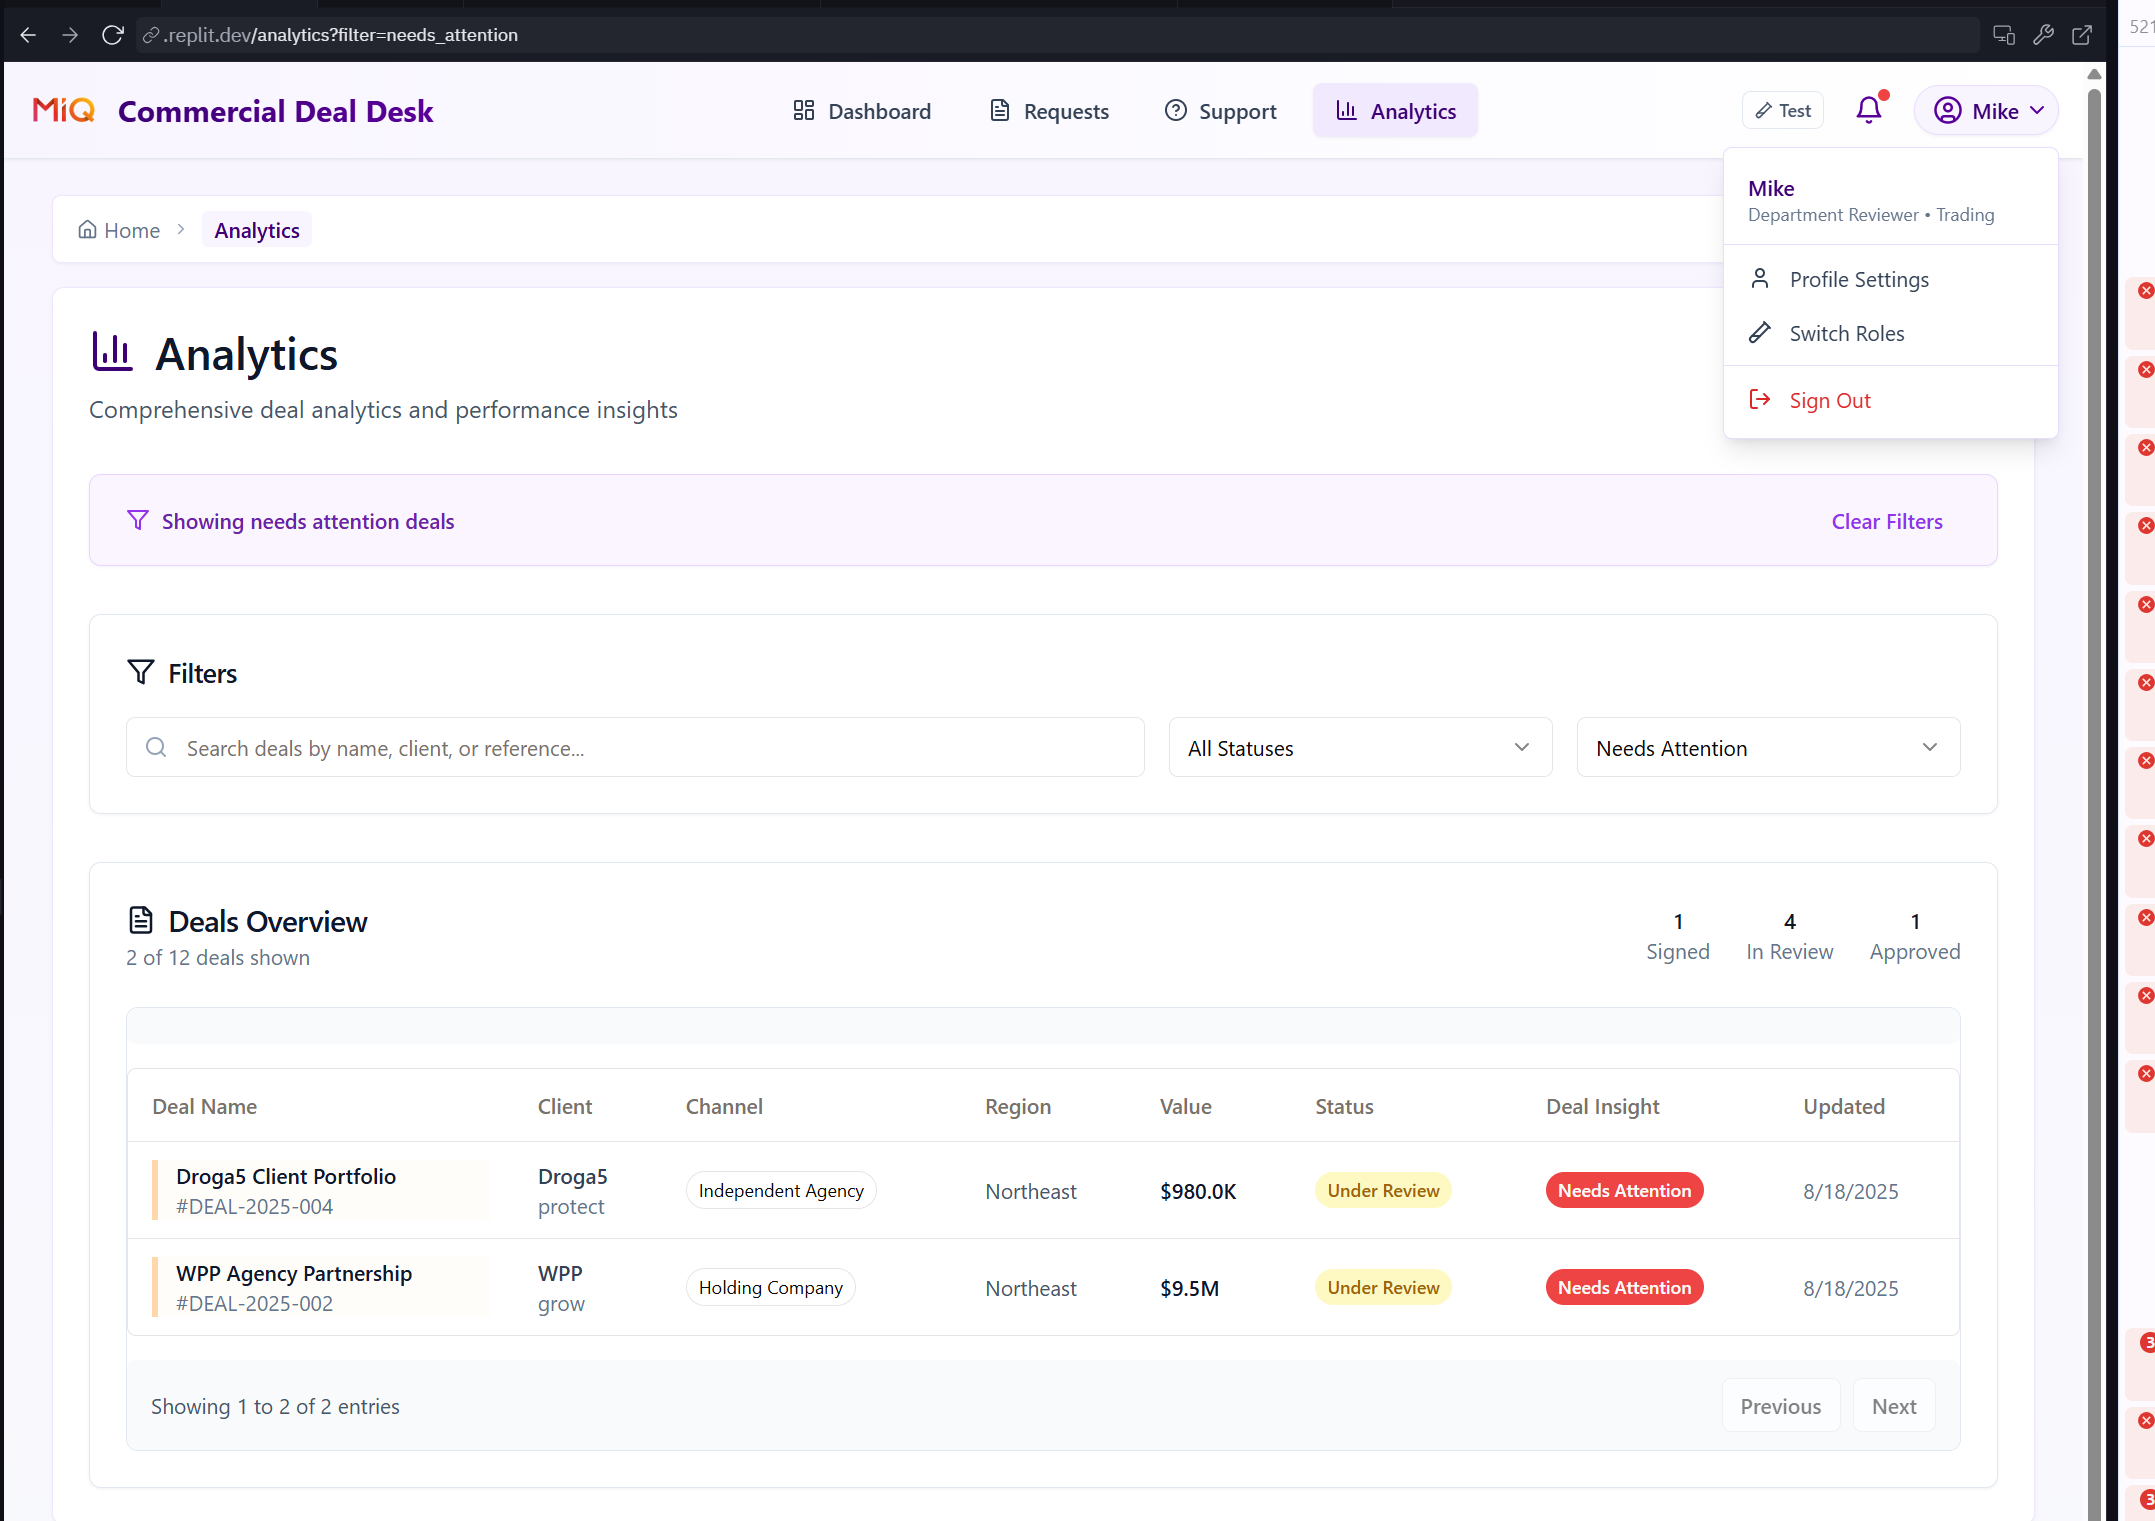 .replit.dev/analytics?filter=needs_attention
521
MiQ Commercial Deal Desk
Dashboard
Requests
Support
Analytics
Test
Mike
Mike
Department Reviewer • Trading
Profile Settings
Switch Roles
Sign Out
Home
Analytics
Analytics
Comprehensive deal analytics and performance insights
Showing needs attention deals
Clear Filters
Filters
Search deals by name, client, or reference...
All Statuses
Needs Attention
Deals Overview
2 of 12 deals shown
1 4 1
Signed In Review Approved
Deal Name Client Channel Region Value Status Deal Insight Updated
Droga5 Client Portfolio
#DEAL-2025-004
Droga5
protect
Independent Agency
Northeast
$980.0K
Under Review
Needs Attention
8/18/2025
WPP Agency Partnership
#DEAL-2025-002
WPP
grow
Holding Company
Northeast
$9.5M
Under Review
Needs Attention
8/18/2025
Showing 1 to 2 of 2 entries
Previous
Next
3
3